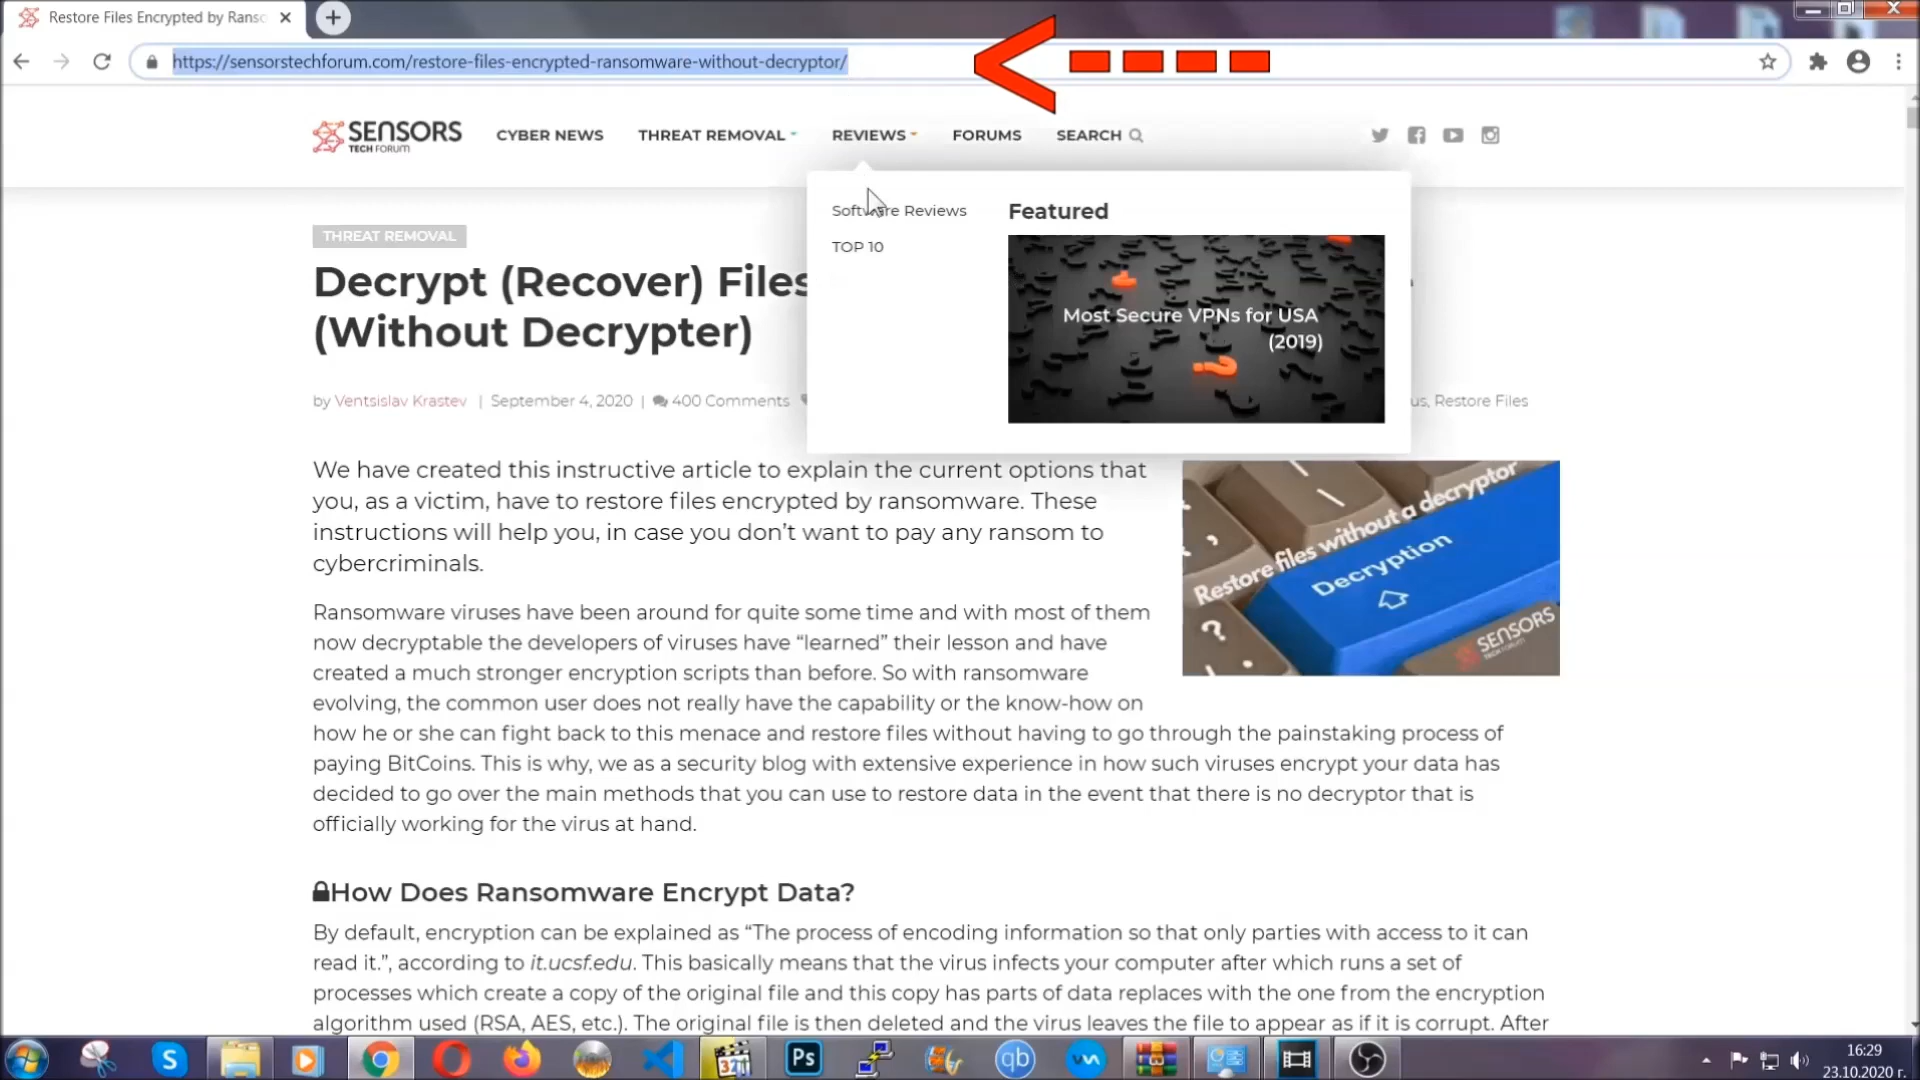 Restore Files Encrypted by Ranso
https://sensorstechforum.com/restore-files-encrypted-ransomware-without-decryptor/
SENSORS
TECH FORUM
CYBER NEWS
THREAT REMOVAL
REVIEWS
FORUMS
SEARCH
Software Reviews
TOP 10
Featured
Most Secure VPNs for USA
(2019)
THREAT REMOVAL
Decrypt (Recover) Files
(Without Decrypter)
by Ventsislav Krastev | September 4, 2020 | 400 Comments
us, Restore Files
We have created this instructive article to explain the current options that
you, as a victim, have to restore files encrypted by ransomware. These
instructions will help you, in case you don’t want to pay any ransom to
cybercriminals.
Restore files without a decryptor
Decryption
SENSORS
TECH FORUM
Ransomware viruses have been around for quite some time and with most of them
now decryptable the developers of viruses have “learned” their lesson and have
created a much stronger encryption scripts than before. So with ransomware
evolving, the common user does not really have the capability or the know-how on
how he or she can fight back to this menace and restore files without having to go through the painstaking process of
paying BitCoins. This is why, we as a security blog with extensive experience in how such viruses encrypt your data has
decided to go over the main methods that you can use to restore data in the event that there is no decryptor that is
officially working for the virus at hand.
How Does Ransomware Encrypt Data?
By default, encryption can be explained as “The process of encoding information so that only parties with access to it can
read it.”, according to it.ucsf.edu. This basically means that the virus infects your computer after which runs a set of
processes which create a copy of the original file and this copy has parts of data replaces with the one from the encryption
algorithm used (RSA, AES, etc.). The original file is then deleted and the virus leaves the file to appear as if it is corrupt. After
S
321
Ps
qb
16:29
23.10.2020 г.